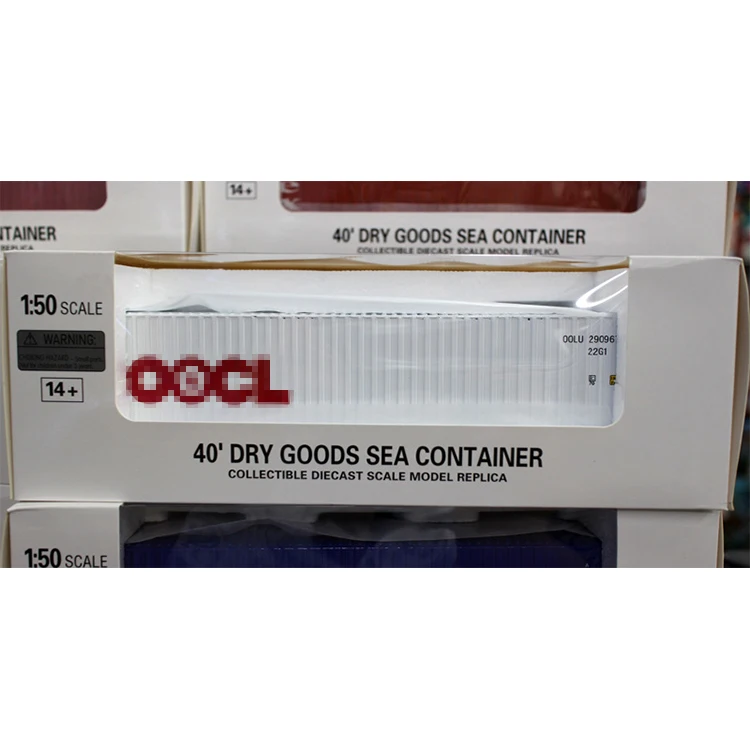 14+
TAINER
40' DRY GOODS SEA CONTAINER
COLLECTIBLE DIECAST SCALE MODEL REPLICA
1:50 SCALE
WARNING:
14+
OOCL
OOLU 29096
22G1
40' DRY GOODS SEA CONTAINER
COLLECTIBLE DIECAST SCALE MODEL REPLICA
1:50 SCALE